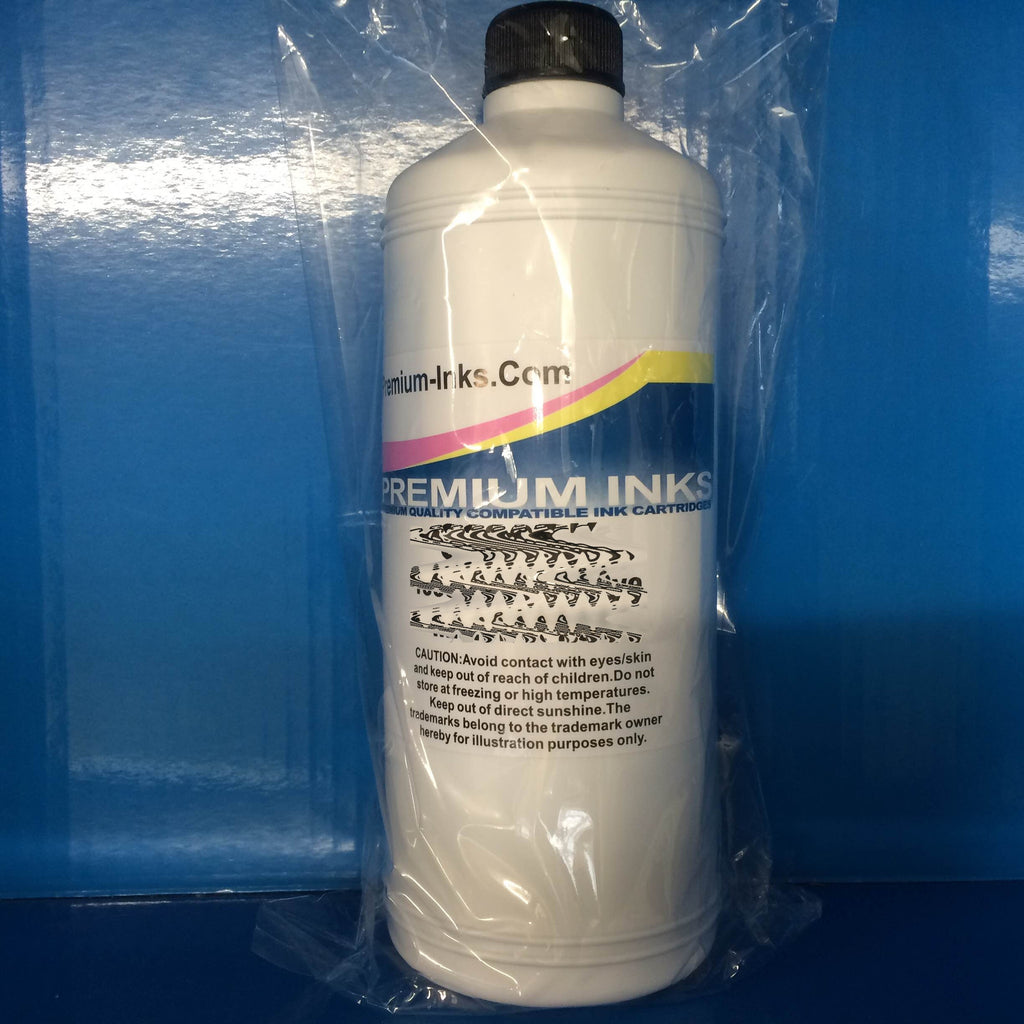 Premium-Inks.Com
PREMIUM INKS
PREMIUM QUALITY COMPATIBLE INK CARTRIDGES
CAUTION:Avoid contact with eyes/skin
and keep out of reach of children.Do not
store at freezing or high temperatures.
Keep out of direct sunshine.The
trademarks belong to the trademark owner
hereby for illustration purposes only.